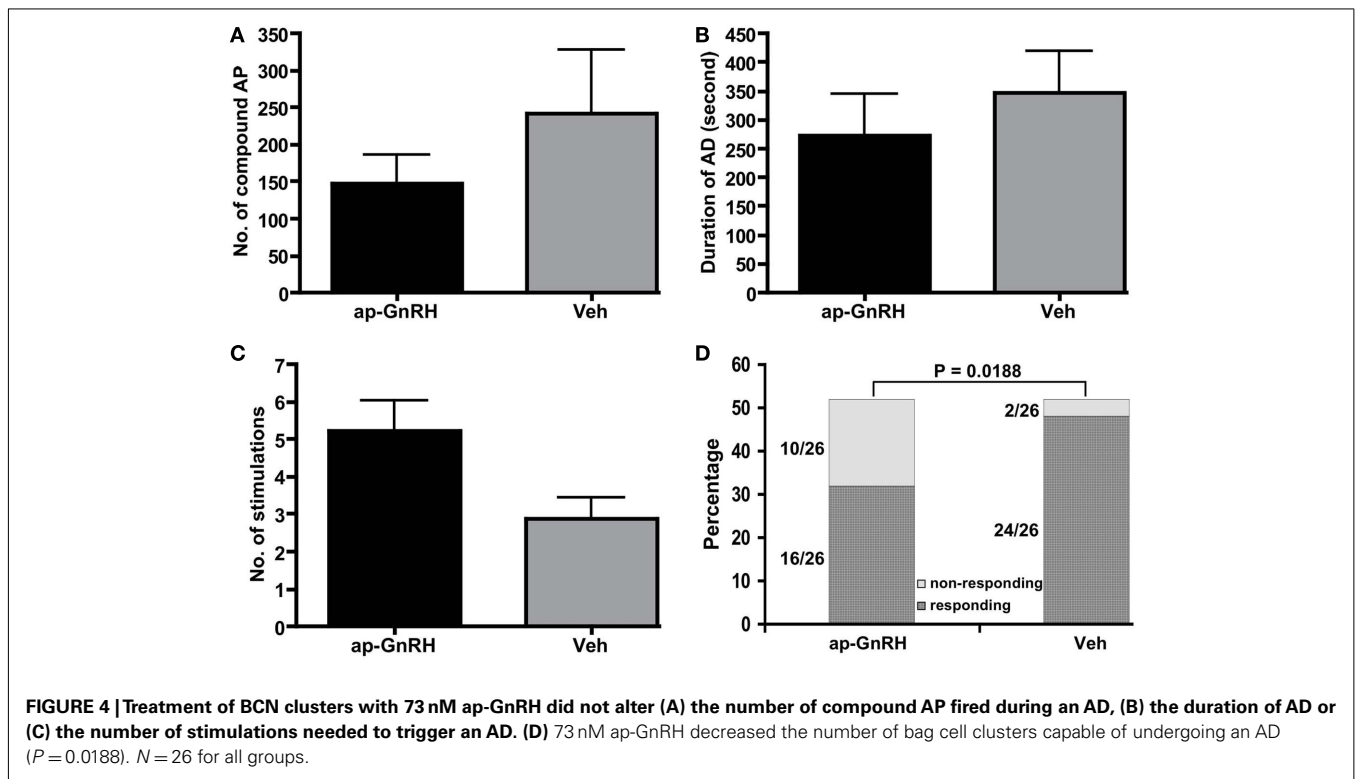 A
350
300
250
200
150
100
50
0
No. of compound AP
ap-GnRH
Veh
B
450
400
350
300
250
200
150
100
50
0
Duration of AD (second)
ap-GnRH
Veh
C
7
6
5
4
3
2
1
0
No. of stimulations
ap-GnRH
Veh
D
60
50
40
30
20
10
0
Percentage
P = 0.0188
10/26
16/26
2/26
24/26
non-responding
responding
ap-GnRH
Veh
FIGURE 4 | Treatment of BCN clusters with 73 nM ap-GnRH did not alter (A) the number of compound AP fired during an AD, (B) the duration of AD or
(C) the number of stimulations needed to trigger an AD. (D) 73 nM ap-GnRH decreased the number of bag cell clusters capable of undergoing an AD
(P = 0.0188). N = 26 for all groups.